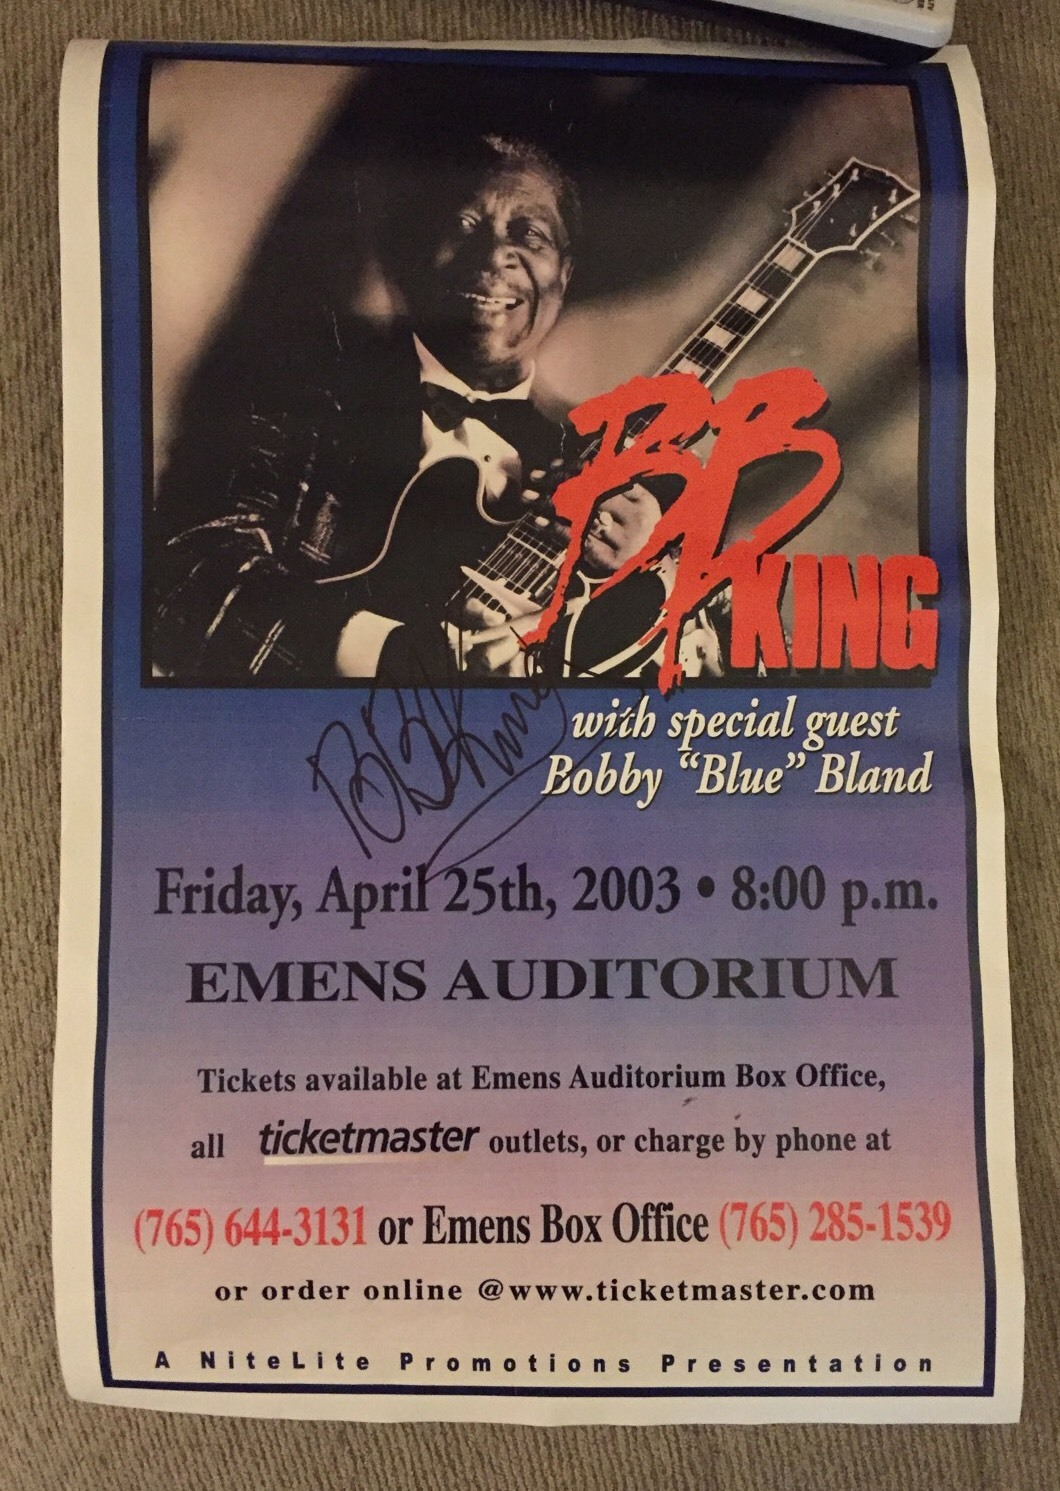 BB
KING
with special guest
Bobby “Blue” Bland
BB King
Friday, April 25th, 2003 • 8:00 p.m.
EMENS AUDITORIUM
Tickets available at Emens Auditorium Box Office,
all ticketmaster outlets, or charge by phone at
(765) 644-3131 or Emens Box Office (765) 285-1539
or order online @www.ticketmaster.com
A NiteLite Promotions Presentation